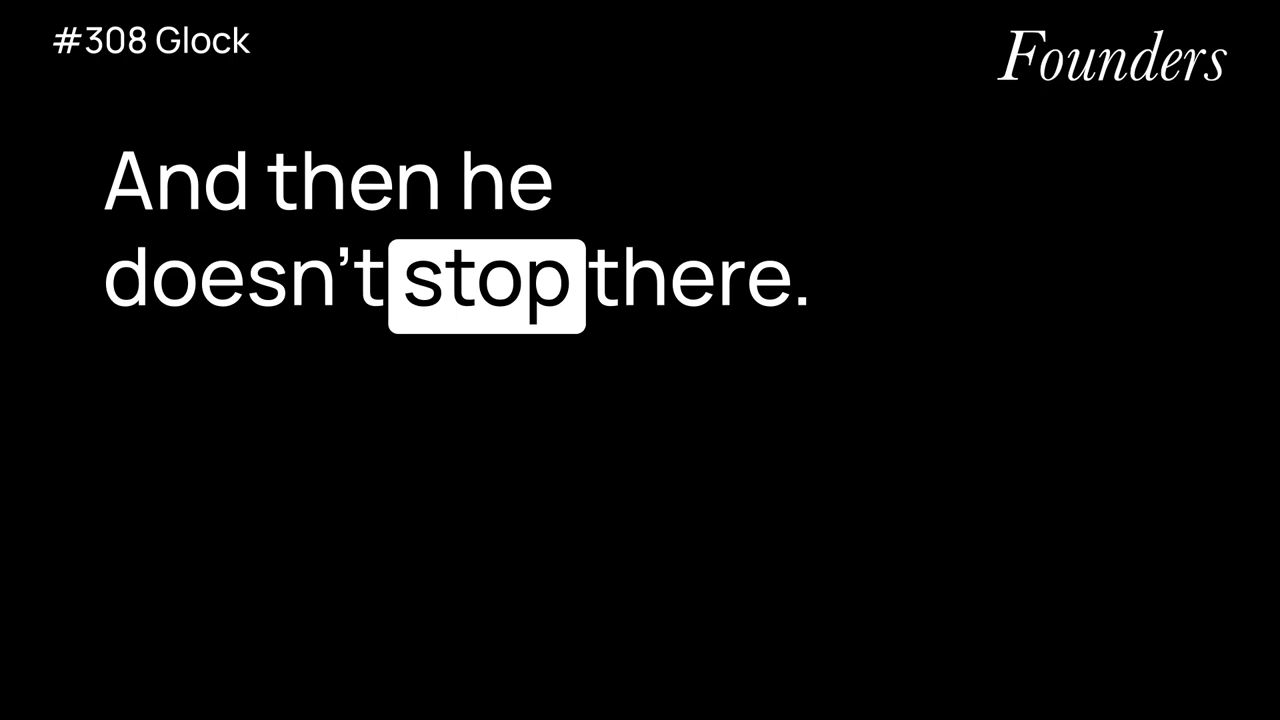 #308 Glock
Founders
And then he
doesn’t stop there.